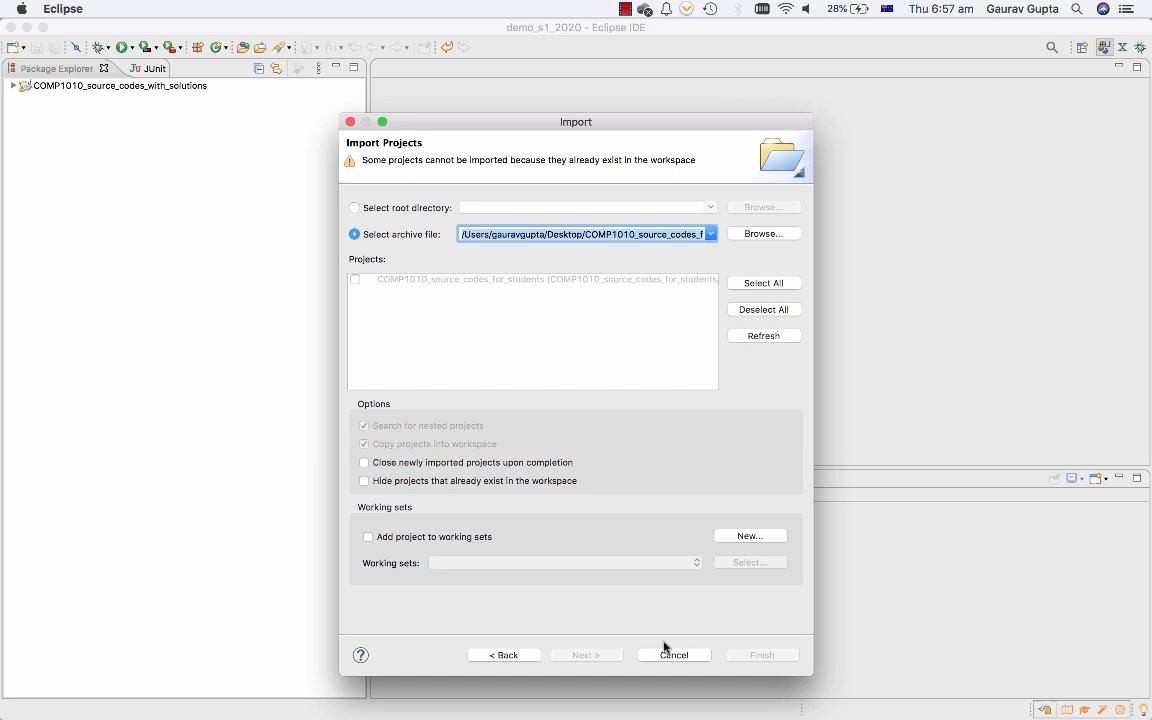 Eclipse
28%
Thu 6:57 am
Gaurav Gupta
demo_s1_2020 - Eclipse IDE
Package Explorer
JUnit
COMP1010_source_codes_with_solutions
Import
Import Projects
Some projects cannot be imported because they already exist in the workspace
Select root directory:
Browse...
Select archive file:
/Users/gauravgupta/Desktop/COMP1010_source_codes_f
Browse...
Projects:
COMP1010_source_codes_for_students (COMP1010_source_codes_for_students,
Select All
Deselect All
Refresh
Options
Search for nested projects
Copy projects into workspace
Close newly imported projects upon completion
Hide projects that already exist in the workspace
Working sets
Add project to working sets
New...
Working sets:
Select...
?
< Back
Next >
Cancel
Finish